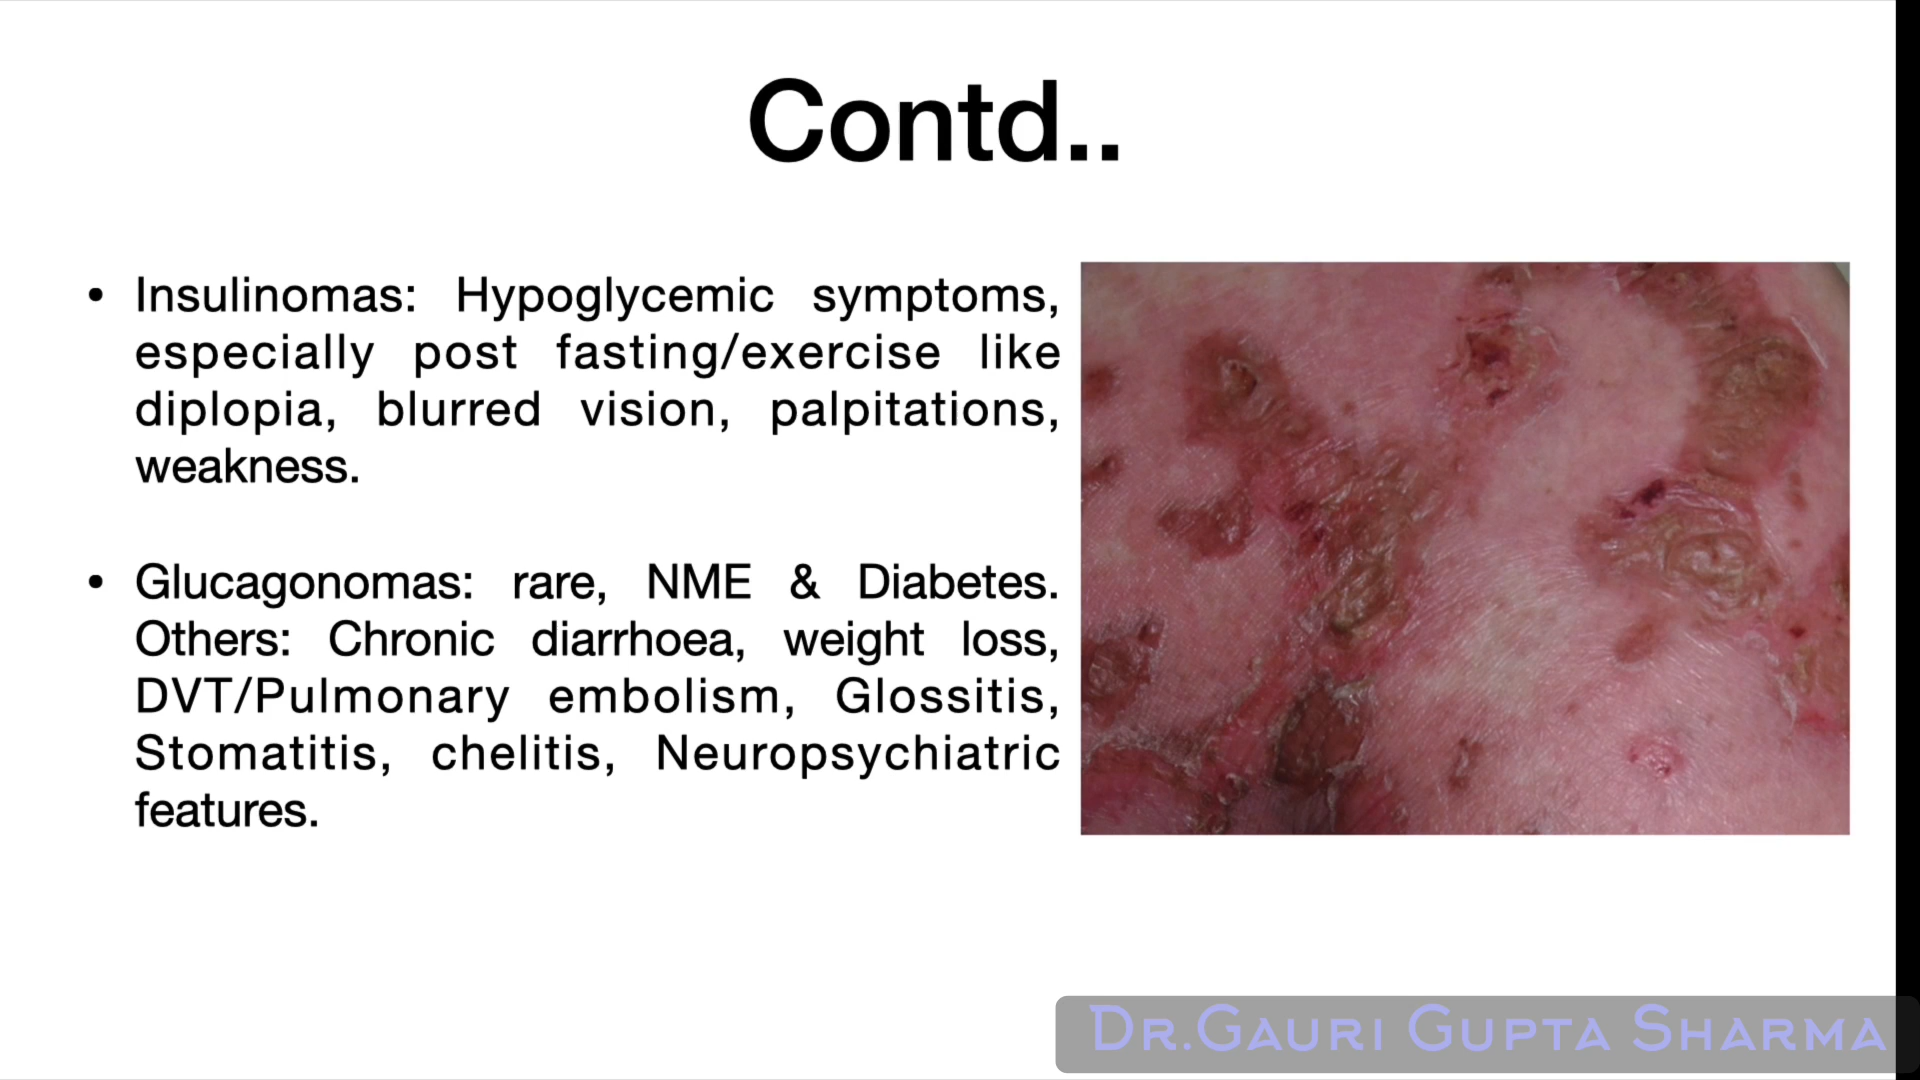 Contd..
• Insulinomas: Hypoglycemic symptoms,
especially post fasting/exercise like
diplopia, blurred vision, palpitations,
weakness.
• Glucagonomas: rare, NME & Diabetes.
Others: Chronic diarrhoea, weight loss,
DVT/Pulmonary embolism, Glossitis,
Stomatitis, chelitis, Neuropsychiatric
features.
Dr.Gauri Gupta Sharma